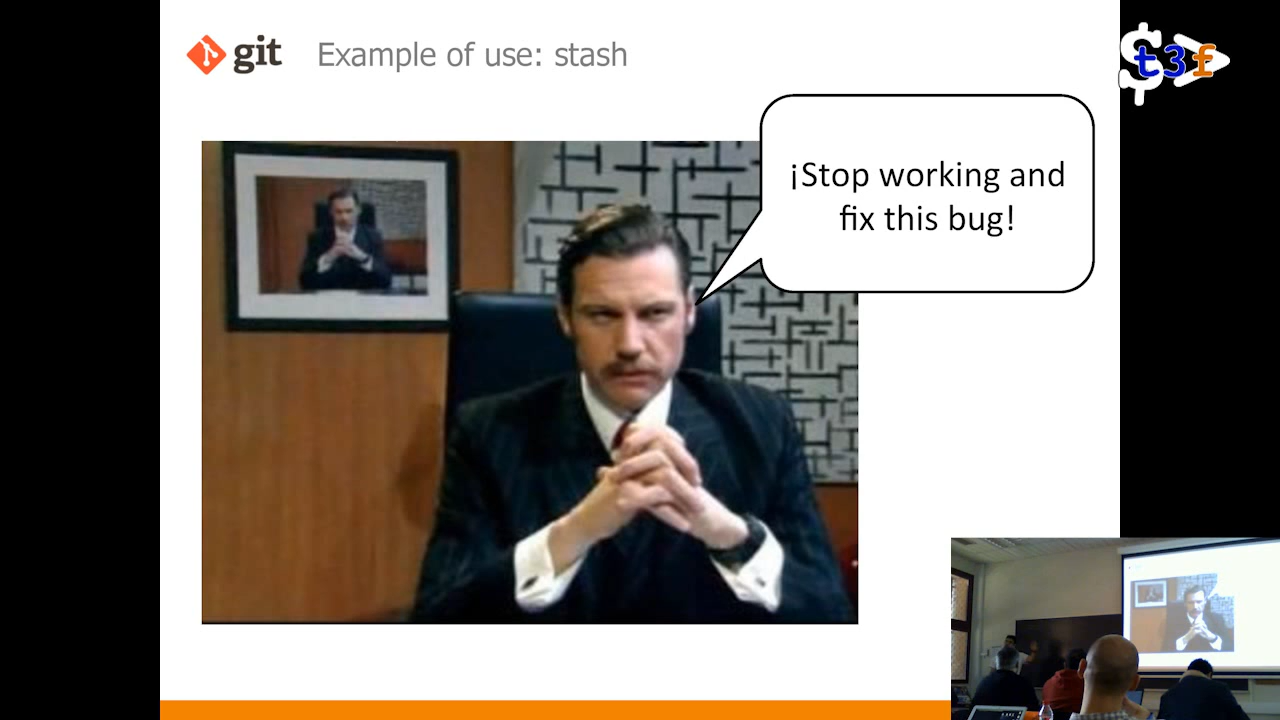 git
Example of use: stash
$t3f
¡Stop working and
fix this bug!